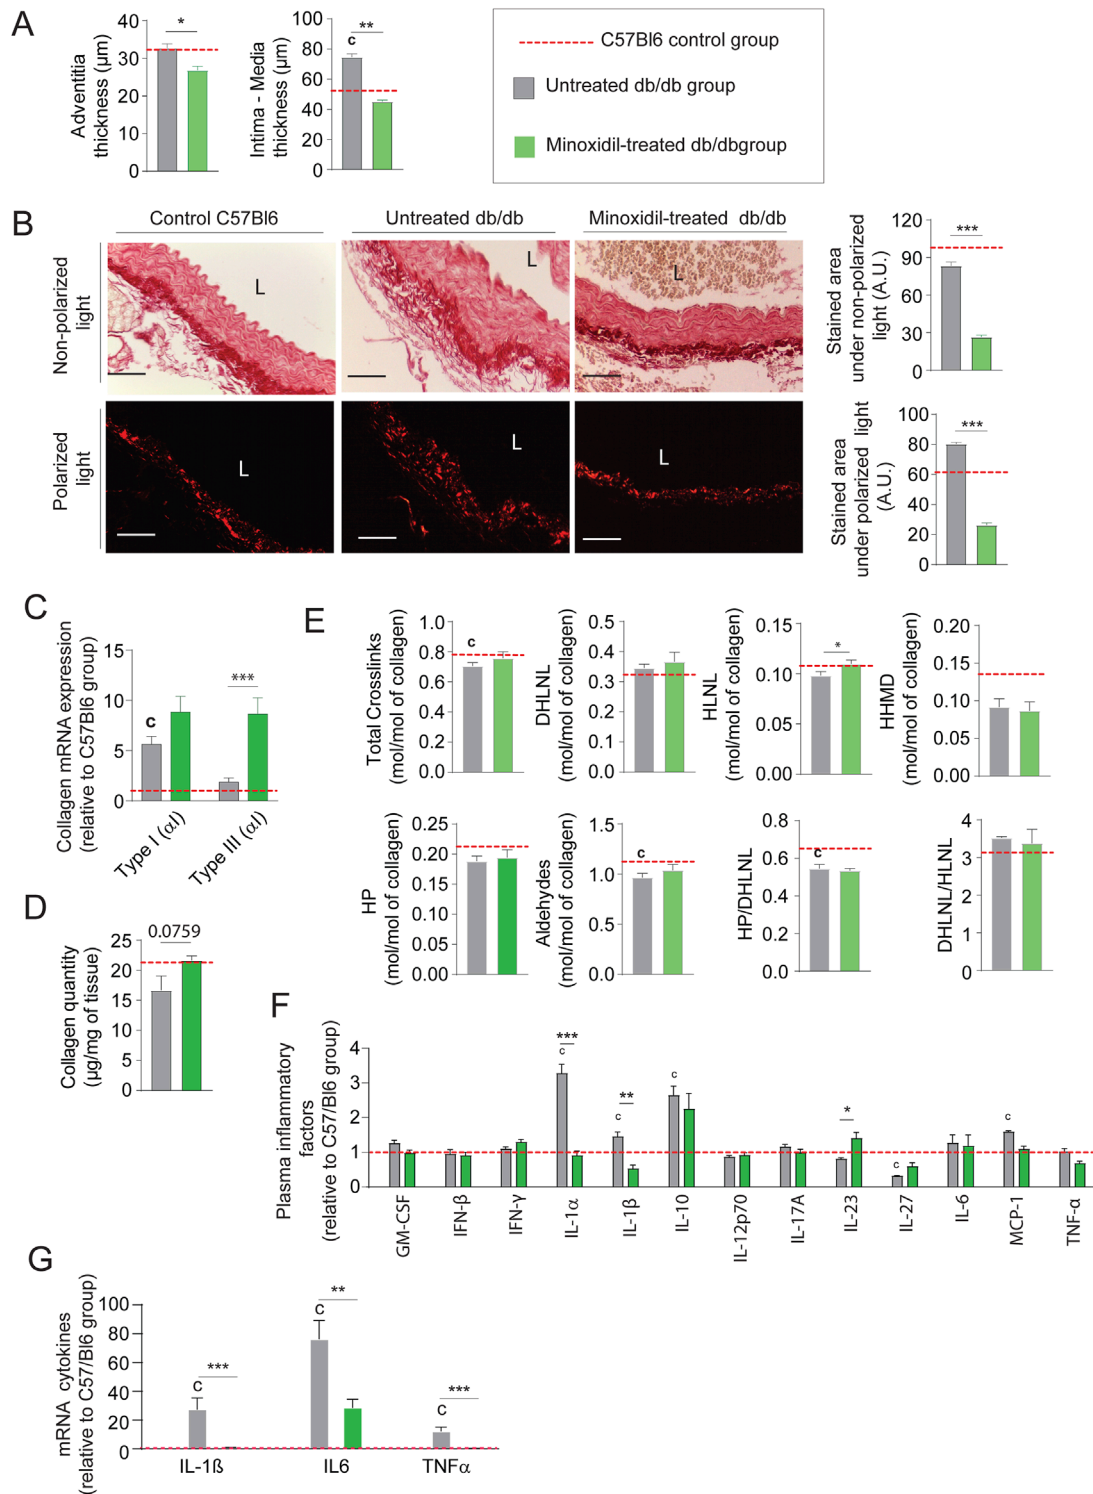 A
Adventitia
thickness (µm)
40
30
20
10
0
*
Intima - Media
thickness (µm)
100
80
60
40
20
0
c
**
C57Bl6 control group
Untreated db/db group
Minoxidil-treated db/dbgroup
B
Control C57Bl6
Untreated db/db
Minoxidil-treated db/db
Non-polarized
light
L
L
L
Polarized
light
L
L
L
Stained area
under non-polarized
light (A.U.)
120
90
60
30
0
***
Stained area
under polarized light
(A.U.)
100
80
60
40
20
0
***
C
Collagen mRNA expression
(relative to C57Bl6 group)
15
10
5
0
c
***
Type I (αI)
Type III (αI)
D
Collagen quantity
(µg/mg of tissue)
25
20
15
10
5
0
0.0759
E
Total Crosslinks
(mol/mol of collagen)
1.0
0.8
0.6
0.4
0.2
0.0
c
DHLNL
(mol/mol of collagen)
0.5
0.4
0.3
0.2
0.1
0.0
HLNL
(mol/mol of collagen)
0.15
0.10
0.05
0.00
*
HHMD
(mol/mol of collagen)
0.20
0.15
0.10
0.05
0.00
HP
(mol/mol of collagen)
0.25
0.20
0.15
0.10
0.05
0.00
Aldehydes
(mol/mol of collagen)
1.5
1.0
0.5
0.0
c
HP/DHLNL
0.8
0.6
0.4
0.2
0.0
c
DHLNL/HLNL
4
3
2
1
0
F
Plasma inflammatory
factors
(relative to C57/Bl6 group)
4
3
2
1
0
***
c
**
c
c
*
c
c
GM-CSF
IFN-β
IFN-γ
IL-1α
IL-1β
IL-10
IL-12p70
IL-17A
IL-23
IL-27
IL-6
MCP-1
TNF-α
G
mRNA cytokines
(relative to C57/Bl6 group)
100
80
60
40
20
0
***
c
**
c
***
c
IL-1ß
IL6
TNFα